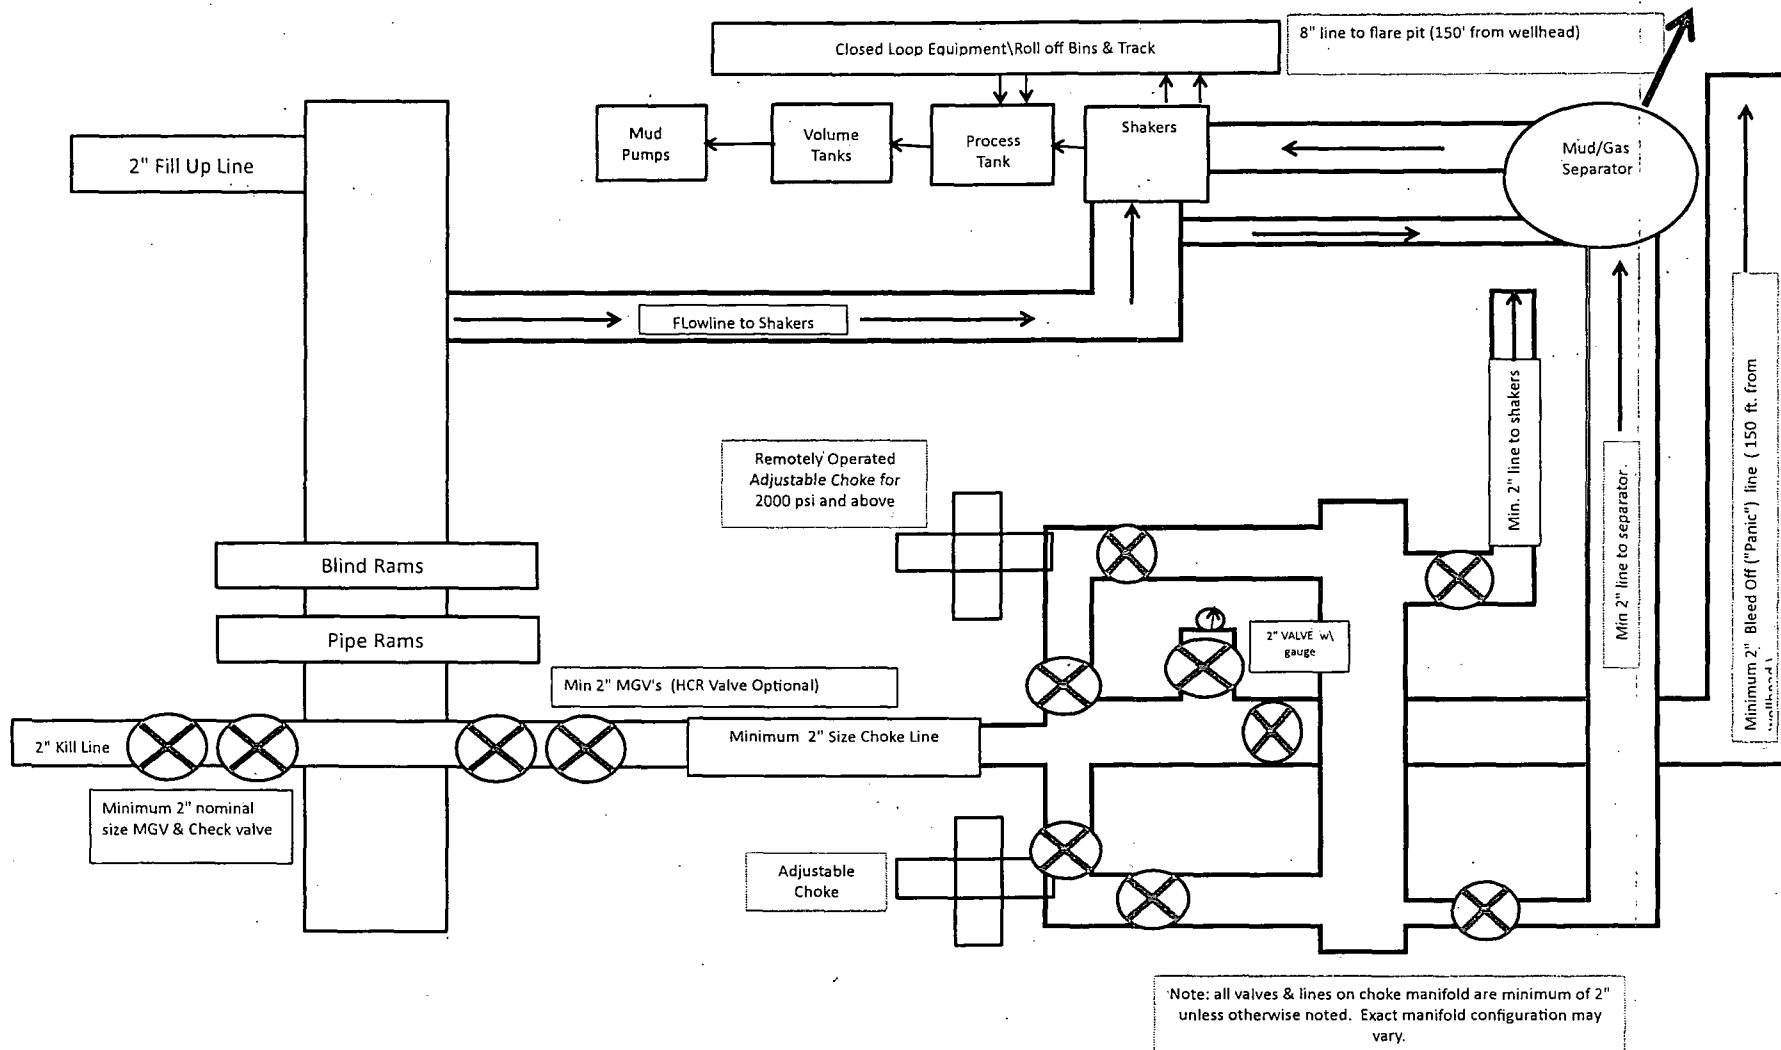 Closed Loop Equipment\Roll off Bins & Track
8" line to flare pit (150' from wellhead)
Mud
Pumps
Volume
Tanks
Process
Tank
Shakers
Mud/Gas
Separator
2" Fill Up Line
FLowline to Shakers
Min. 2" line to shakers
Min 2" line to separator.
Minimum 2" Bleed Off ("Panic") line ( 150 ft. from
wellhead)
Remotely Operated
Adjustable Choke for
2000 psi and above
Blind Rams
Pipe Rams
2" VALVE w\
gauge
Min 2" MGV's (HCR Valve Optional)
2" Kill Line
Minimum 2" Size Choke Line
Minimum 2" nominal
size MGV & Check valve
Adjustable
Choke
Note: all valves & lines on choke manifold are minimum of 2"
unless otherwise noted. Exact manifold configuration may
vary.